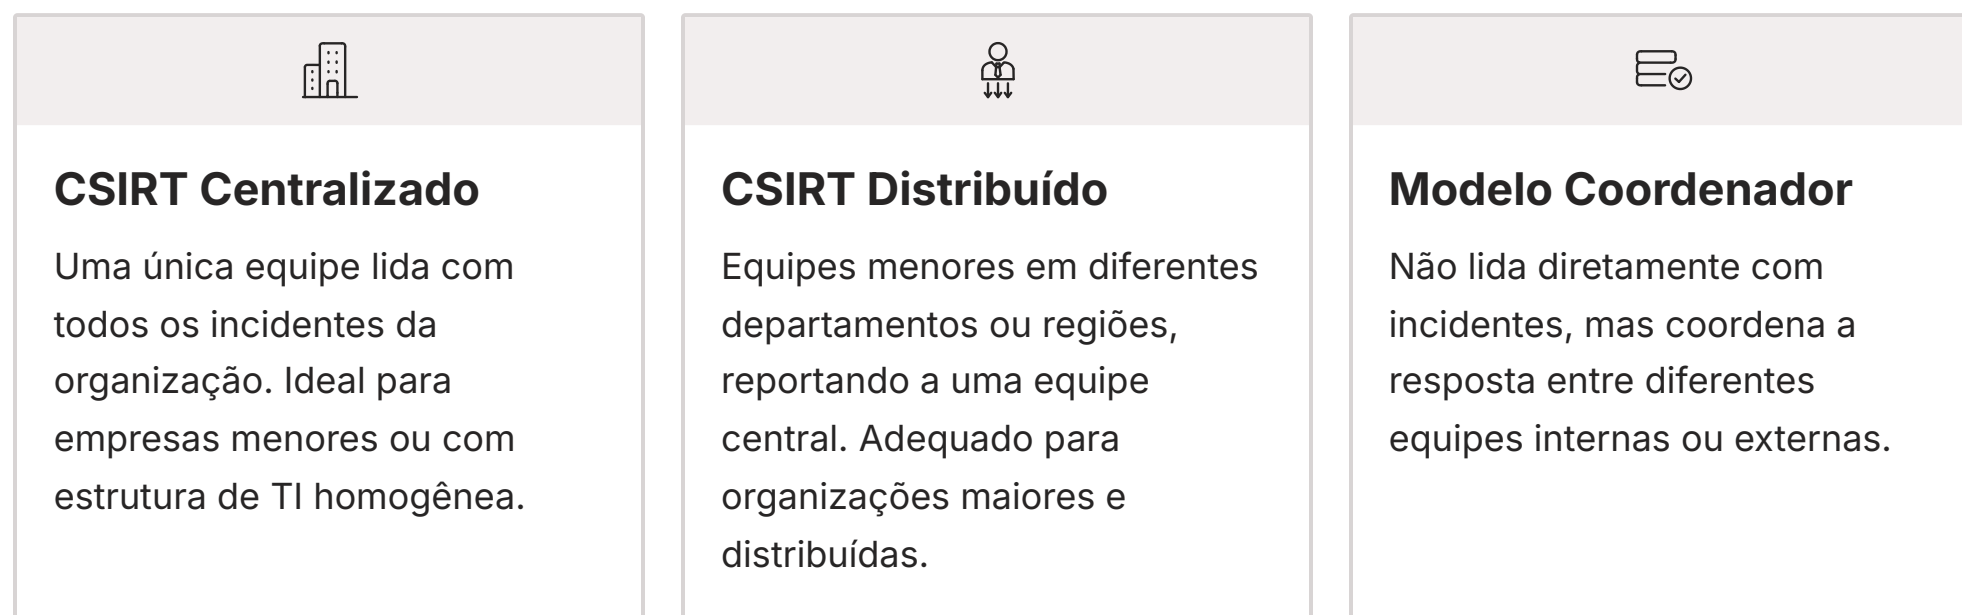 CSIRT Centralizado
Uma única equipe lida com
todos os incidentes da
organização. Ideal para
empresas menores ou com
estrutura de TI homogênea.
CSIRT Distribuído
Equipes menores em diferentes
departamentos ou regiões,
reportando a uma equipe
central. Adequado para
organizações maiores e
distribuídas.
Modelo Coordenador
Não lida diretamente com
incidentes, mas coordena a
resposta entre diferentes
equipes internas ou externas.